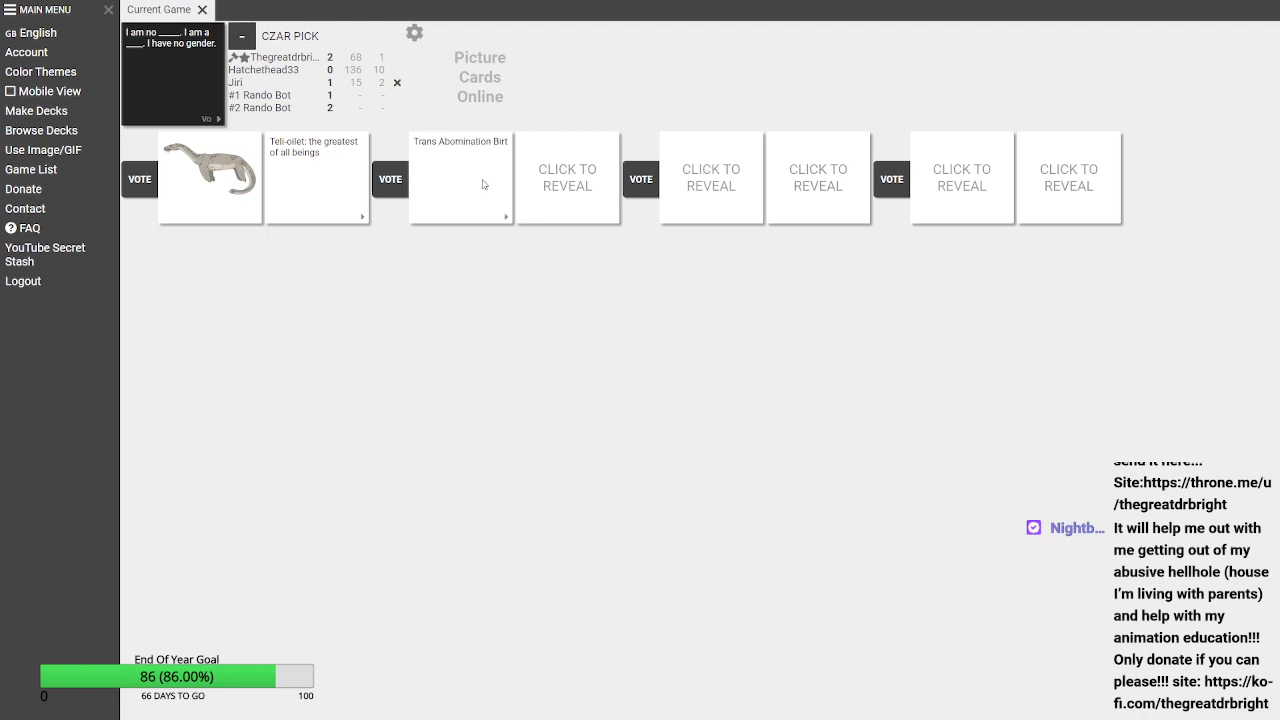 MAIN MENU
GB English
Account
Color Themes
Mobile View
Make Decks
Browse Decks
Use Image/GIF
Game List
Donate
Contact
FAQ
YouTube Secret
Stash
Logout
Current Game
I am no ____. I am a
____. I have no gender.
Vo
-
CZAR PICK
Thegreatdrbri... 2 68 1
Hatchethead33 0 136 10
Jiri 1 15 2
#1 Rando Bot 1 - -
#2 Rando Bot 2 - -
Picture
Cards
Online
VOTE
Teli-oilet: the greatest
of all beings
VOTE
Trans Abomination Birt
CLICK TO
REVEAL
VOTE
CLICK TO
REVEAL
CLICK TO
REVEAL
VOTE
CLICK TO
REVEAL
CLICK TO
REVEAL
send it here...
Site:https://throne.me/u
/thegreatdrbright
Nightb... It will help me out with
me getting out of my
abusive hellhole (house
I'm living with parents)
and help with my
animation education!!!
Only donate if you can
please!!! site: https://ko-
fi.com/thegreatdrbright
End Of Year Goal
86 (86.00%)
0 66 DAYS TO GO 100